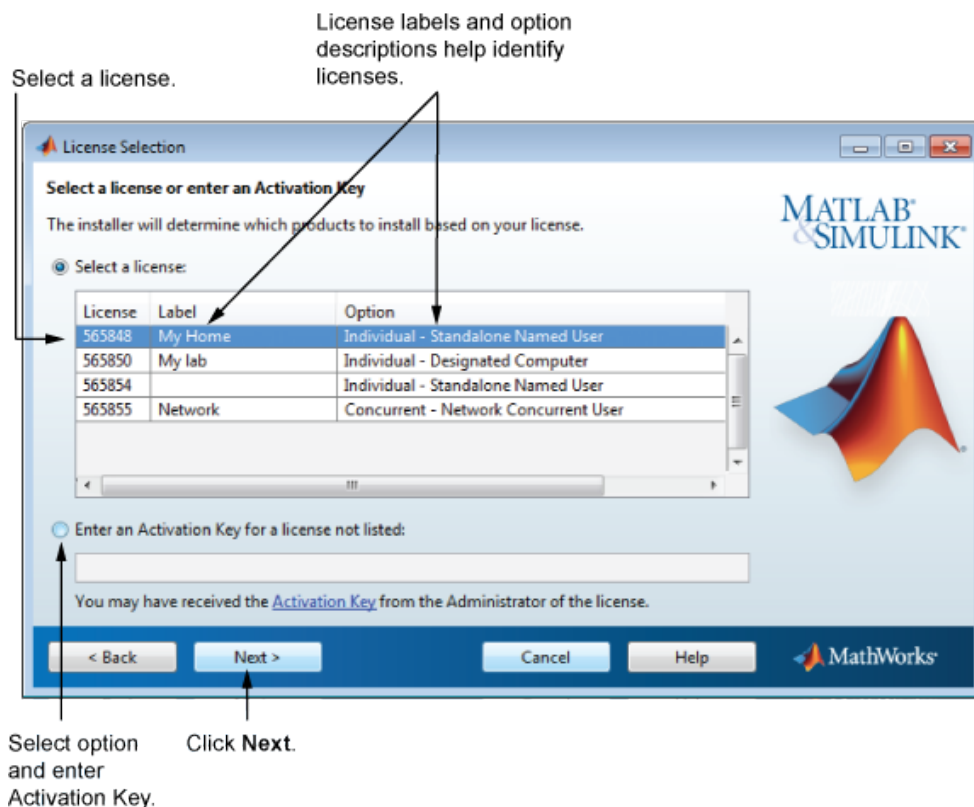 License labels and option
descriptions help identify
licenses.
Select a license.
License Selection
Select a license or enter an Activation Key
The installer will determine which products to install based on your license.
MATLAB®
&SIMULINK®
Select a license:
License Label Option
565848 My Home Individual - Standalone Named User
565850 My lab Individual - Designated Computer
565854 Individual - Standalone Named User
565855 Network Concurrent - Network Concurrent User
Enter an Activation Key for a license not listed:
You may have received the Activation Key from the Administrator of the license.
< Back Next > Cancel Help MathWorks®
Select option
and enter
Activation Key.
Click Next.